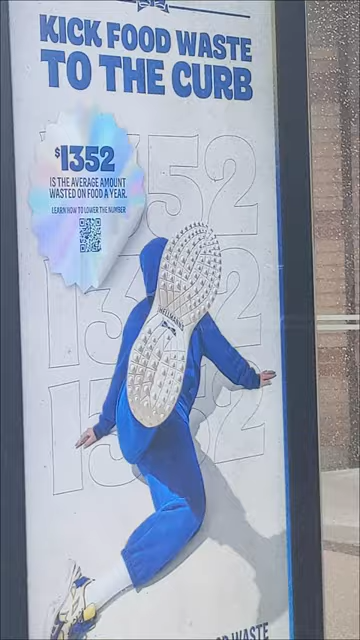 KICK FOOD WASTE
TO THE CURB
$1352
IS THE AVERAGE AMOUNT
WASTED ON FOOD A YEAR.
LEARN HOW TO LOWER THE NUMBER
HELLMANN'S
WASTE